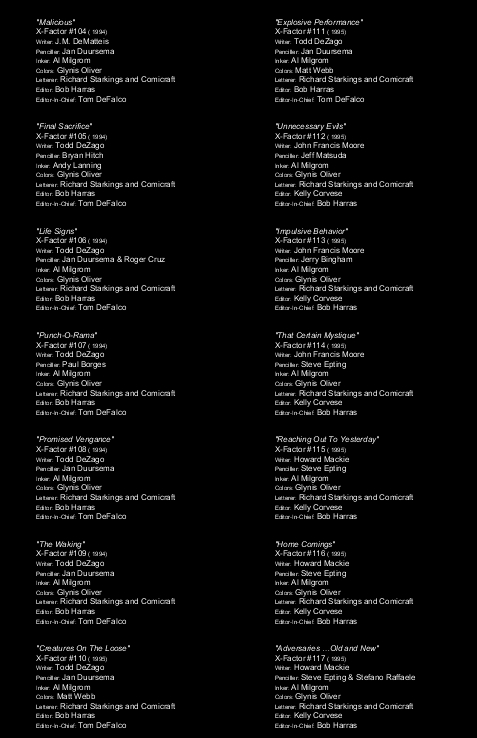 "Malicious"
X-Factor #104 ( 1994)
Writer: J.M. DeMatteis
Penciller: Jan Duursema
Inker: Al Milgrom
Colors: Glynis Oliver
Letterer: Richard Starkings and Comicraft
Editor: Bob Harras
Editor-In-Chief: Tom DeFalco
"Final Sacrifice"
X-Factor #105 ( 1994)
Writer: Todd DeZago
Penciller: Bryan Hitch
Inker: Andy Lanning
Colors: Glynis Oliver
Letterer: Richard Starkings and Comicraft
Editor: Bob Harras
Editor-In-Chief: Tom DeFalco
"Life Signs"
X-Factor #106 ( 1994)
Writer: Todd DeZago
Penciller: Jan Duursema & Roger Cruz
Inker: Al Milgrom
Colors: Glynis Oliver
Letterer: Richard Starkings and Comicraft
Editor: Bob Harras
Editor-In-Chief: Tom DeFalco
"Punch-O-Rama"
X-Factor #107 ( 1994)
Writer: Todd DeZago
Penciller: Paul Borges
Inker: Al Milgrom
Colors: Glynis Oliver
Letterer: Richard Starkings and Comicraft
Editor: Bob Harras
Editor-In-Chief: Tom DeFalco
"Promised Vengance"
X-Factor #108 ( 1994)
Writer: Todd DeZago
Penciller: Jan Duursema
Inker: Al Milgrom
Colors: Glynis Oliver
Letterer: Richard Starkings and Comicraft
Editor: Bob Harras
Editor-In-Chief: Tom DeFalco
"The Waking"
X-Factor #109 ( 1994)
Writer: Todd DeZago
Penciller: Jan Duursema
Inker: Al Milgrom
Colors: Glynis Oliver
Letterer: Richard Starkings and Comicraft
Editor: Bob Harras
Editor-In-Chief: Tom DeFalco
"Creatures On The Loose"
X-Factor #110 ( 1995)
Writer: Todd DeZago
Penciller: Jan Duursema
Inker: Al Milgrom
Colors: Matt Webb
Letterer: Richard Starkings and Comicraft
Editor: Bob Harras
Editor-In-Chief: Tom DeFalco
"Explosive Performance"
X-Factor #111 ( 1995)
Writer: Todd DeZago
Penciller: Jan Duursema
Inker: Al Milgrom
Colors: Matt Webb
Letterer: Richard Starkings and Comicraft
Editor: Bob Harras
Editor-In-Chief: Tom DeFalco
"Unnecessary Evils"
X-Factor #112 ( 1995)
Writer: John Francis Moore
Penciller: Jeff Matsuda
Inker: Al Milgrom
Colors: Glynis Oliver
Letterer: Richard Starkings and Comicraft
Editor: Kelly Corvese
Editor-In-Chief: Bob Harras
"Impulsive Behavior"
X-Factor #113 ( 1995)
Writer: John Francis Moore
Penciller: Jerry Bingham
Inker: Al Milgrom
Colors: Glynis Oliver
Letterer: Richard Starkings and Comicraft
Editor: Kelly Corvese
Editor-In-Chief: Bob Harras
"That Certain Mystique"
X-Factor #114 ( 1995)
Writer: John Francis Moore
Penciller: Steve Epting
Inker: Al Milgrom
Colors: Glynis Oliver
Letterer: Richard Starkings and Comicraft
Editor: Kelly Corvese
Editor-In-Chief: Bob Harras
"Reaching Out To Yesterday"
X-Factor #115 ( 1995)
Writer: Howard Mackie
Penciller: Steve Epting
Inker: Al Milgrom
Colors: Glynis Oliver
Letterer: Richard Starkings and Comicraft
Editor: Kelly Corvese
Editor-In-Chief: Bob Harras
"Home Comings"
X-Factor #116 ( 1995)
Writer: Howard Mackie
Penciller: Steve Epting
Inker: Al Milgrom
Colors: Glynis Oliver
Letterer: Richard Starkings and Comicraft
Editor: Kelly Corvese
Editor-In-Chief: Bob Harras
"Adversaries ...Old and New"
X-Factor #117 ( 1995)
Writer: Howard Mackie
Penciller: Steve Epting & Stefano Raffaele
Inker: Al Milgrom
Colors: Glynis Oliver
Letterer: Richard Starkings and Comicraft
Editor: Kelly Corvese
Editor-In-Chief: Bob Harras